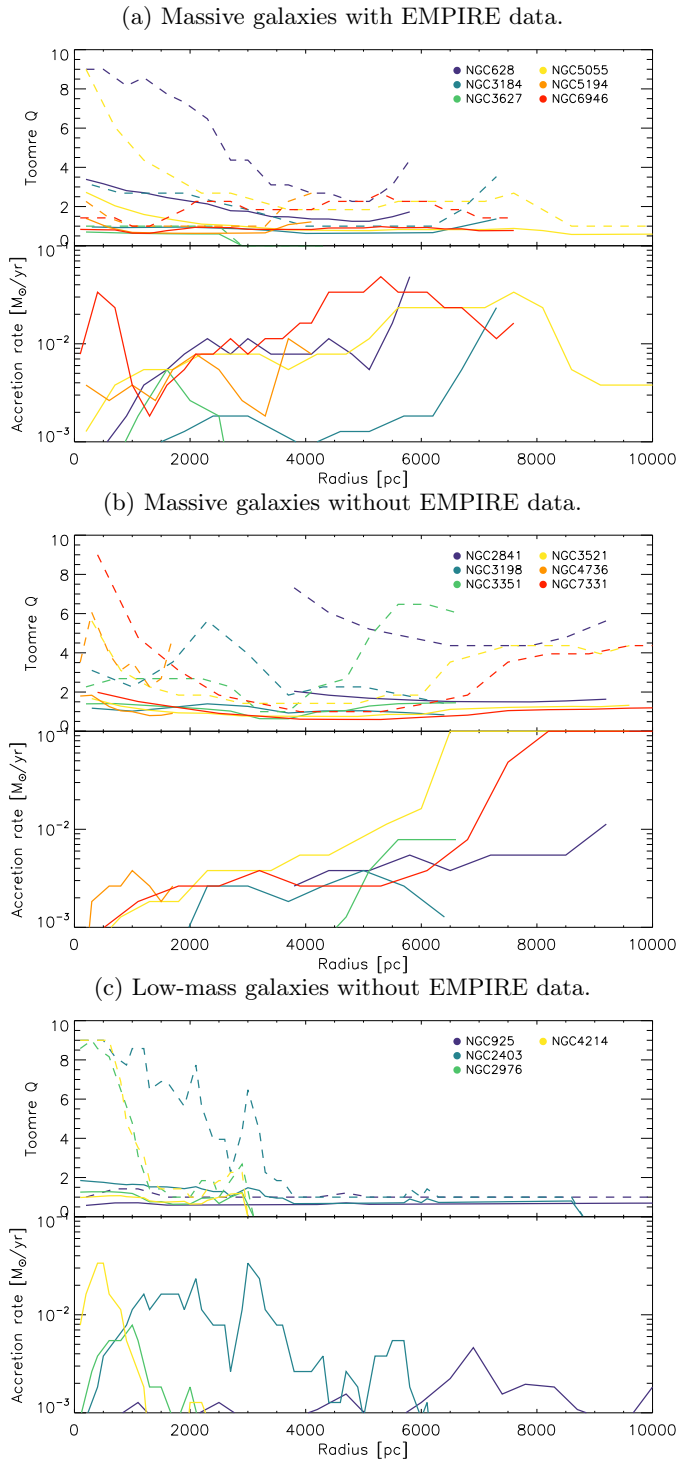 (a) Massive galaxies with EMPIRE data.
10
8
6
4
2
0
Toomre Q
NGC628
NGC3184
NGC3627
NGC5055
NGC5194
NGC6946
10⁻¹
10⁻²
10⁻³
Accretion rate [M☉/yr]
0 2000 4000 6000 8000 10000
Radius [pc]
(b) Massive galaxies without EMPIRE data.
10
8
6
4
2
0
Toomre Q
NGC2841
NGC3198
NGC3351
NGC3521
NGC4736
NGC7331
10⁻¹
10⁻²
10⁻³
Accretion rate [M☉/yr]
0 2000 4000 6000 8000 10000
Radius [pc]
(c) Low-mass galaxies without EMPIRE data.
10
8
6
4
2
0
Toomre Q
NGC925
NGC2403
NGC2976
NGC4214
10⁻¹
10⁻²
10⁻³
Accretion rate [M☉/yr]
0 2000 4000 6000 8000 10000
Radius [pc]